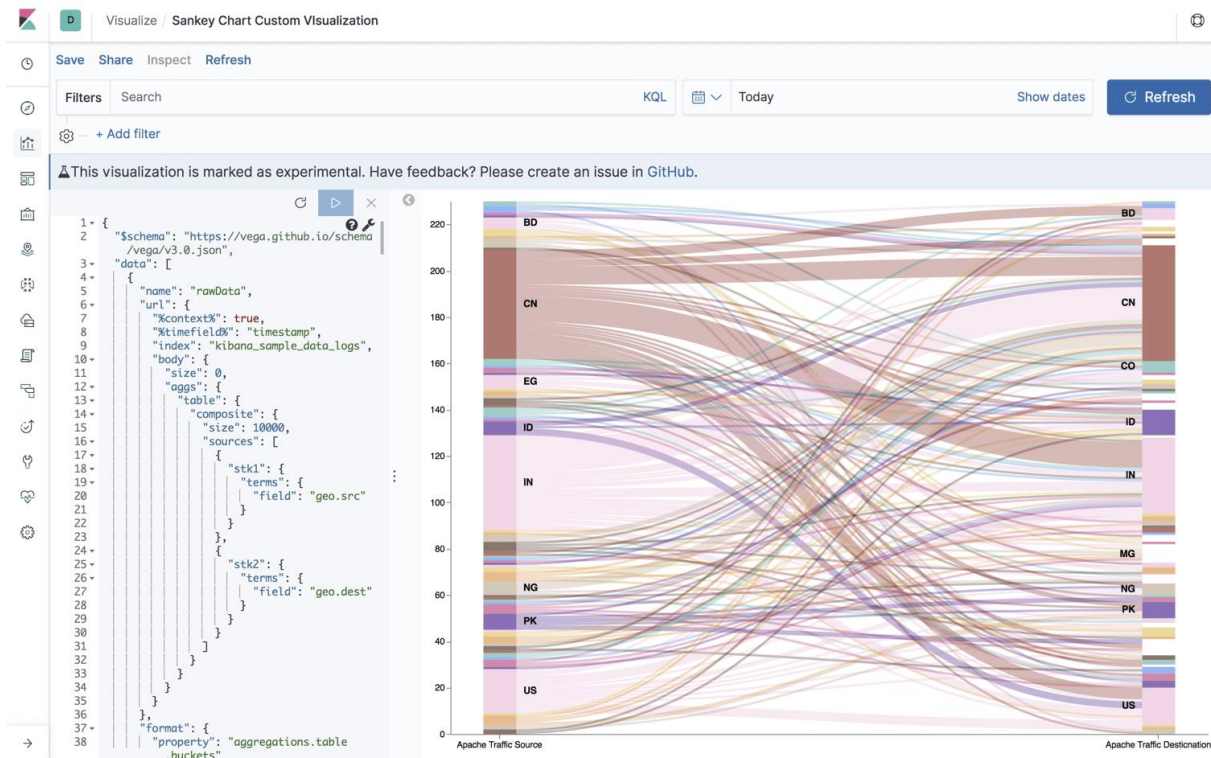 D Visualize / Sankey Chart Custom VIsualization
Save Share Inspect Refresh
Filters Search KQL Today Show dates Refresh
+ Add filter
This visualization is marked as experimental. Have feedback? Please create an issue in GitHub.
1 {
2 "$schema": "https://vega.github.io/schema
/vega/v3.0.json",
3 "data": [
4 {
5 "name": "rawData",
6 "url": {
7 "%context%": true,
8 "%timefield%": "timestamp",
9 "index": "kibana_sample_data_logs",
10 "body": {
11 "size": 0,
12 "aggs": {
13 "table": {
14 "composite": {
15 "size": 10000,
16 "sources": [
17 {
18 "stk1": {
19 "terms": {
20 "field": "geo.src"
21 }
22 }
23 },
24 {
25 "stk2": {
26 "terms": {
27 "field": "geo.dest"
28 }
29 }
30 }
31 ]
32 }
33 }
34 }
35 }
36 },
37 "format": {
38 "property": "aggregations.table
.buckets"
220
200
180
160
140
120
100
80
60
40
20
0
BD
CN
EG
ID
IN
NG
PK
US
BD
CN
CO
ID
IN
MG
NG
PK
US
Apache Traffic Source
Apache Traffic Desticnation